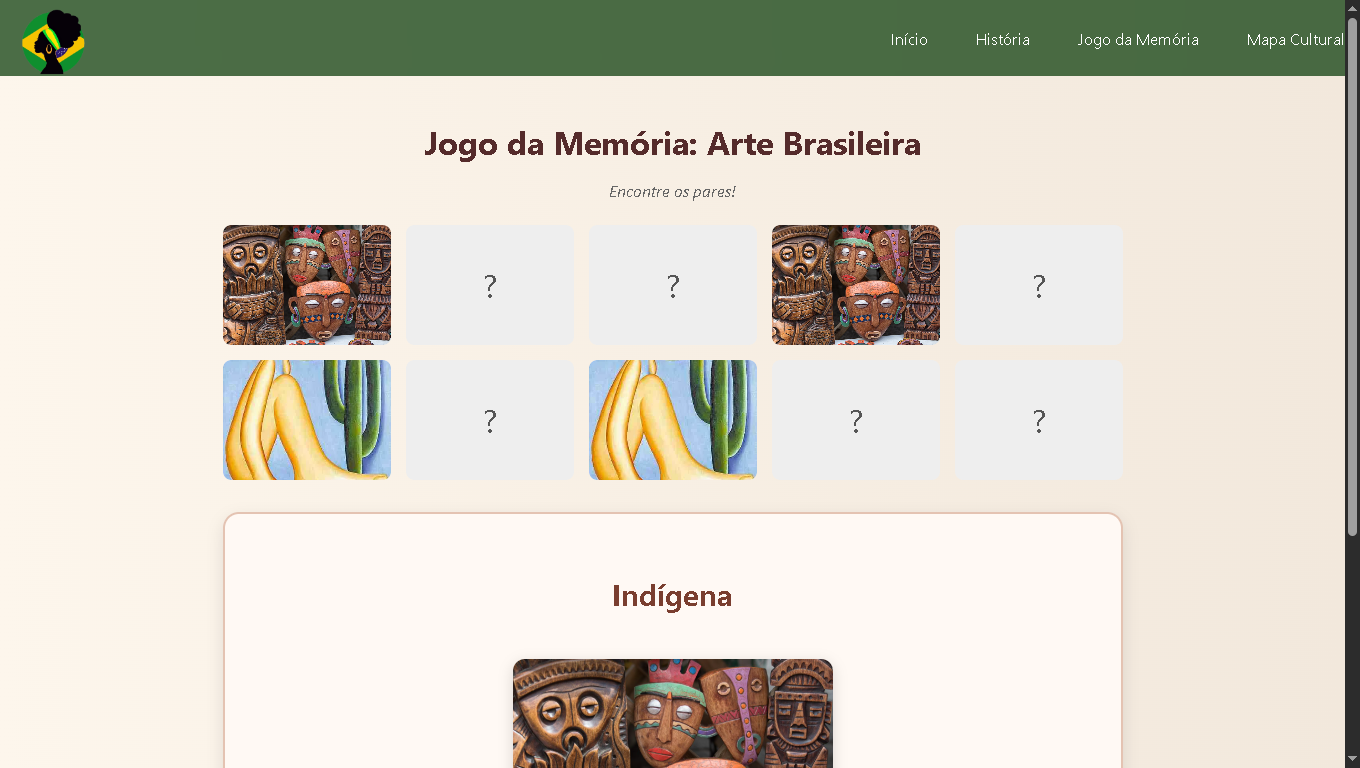 Início História Jogo da Memória Mapa Cultural
Jogo da Memória: Arte Brasileira
Encontre os pares!
? ? ?
? ? ?
Indígena